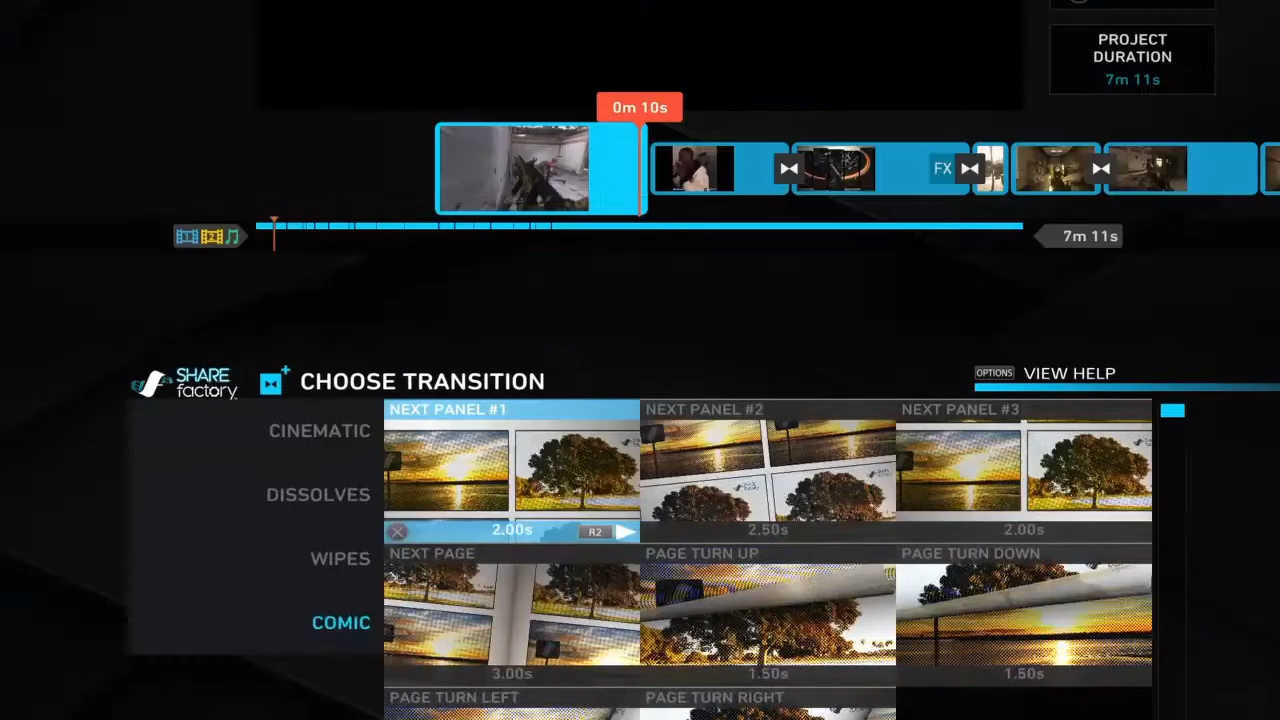 PROJECT
DURATION
7m 11s
0m 10s
FX
1 2
7m 11s
SHARE
factory
CHOOSE TRANSITION
OPTIONS VIEW HELP
CINEMATIC
DISSOLVES
WIPES
COMIC
NEXT PANEL #1
NEXT PANEL #2
NEXT PANEL #3
2.00s R2
2.50s
2.00s
NEXT PAGE
PAGE TURN UP
PAGE TURN DOWN
3.00s
1.50s
1.50s
PAGE TURN LEFT
PAGE TURN RIGHT